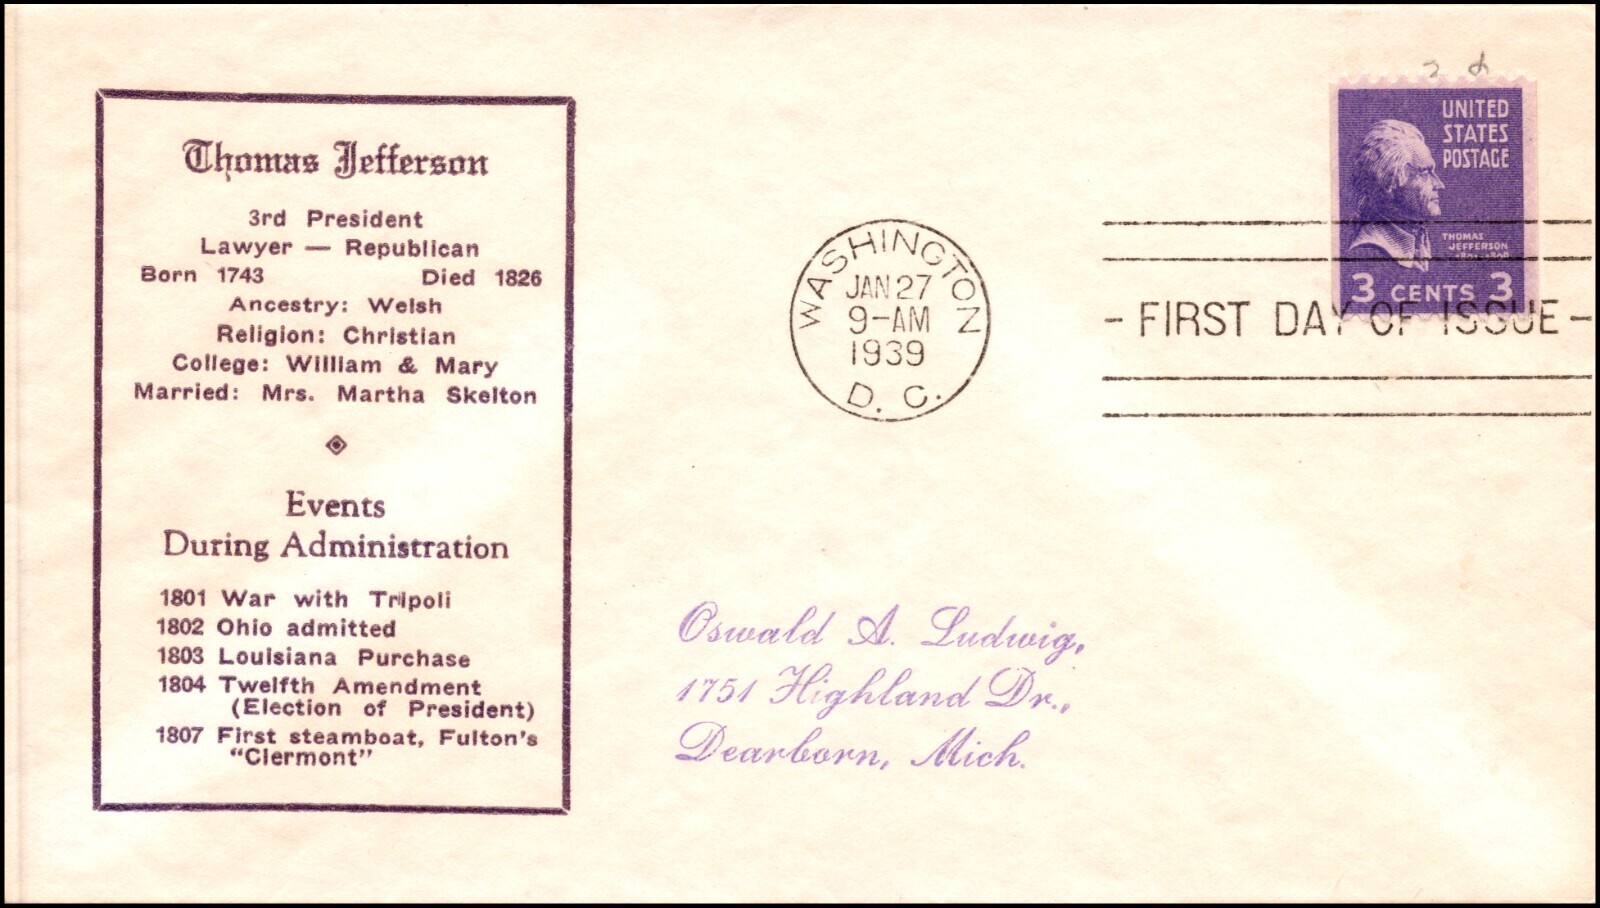 Thomas Jefferson
3rd President
Lawyer — Republican
Born 1743 Died 1826
Ancestry: Welsh
Religion: Christian
College: William & Mary
Married: Mrs. Martha Skelton
Events
During Administration
1801 War with Tripoli
1802 Ohio admitted
1803 Louisiana Purchase
1804 Twelfth Amendment
(Election of President)
1807 First steamboat, Fulton's
"Clermont"
WASHINGTON
JAN 27
9-AM
1939
D. C.
UNITED
STATES
POSTAGE
THOMAS
JEFFERSON
3 CENTS 3
- FIRST DAY OF ISSUE -
Oswald A. Ludwig,
1751 Highland Dr.,
Dearborn, Mich.